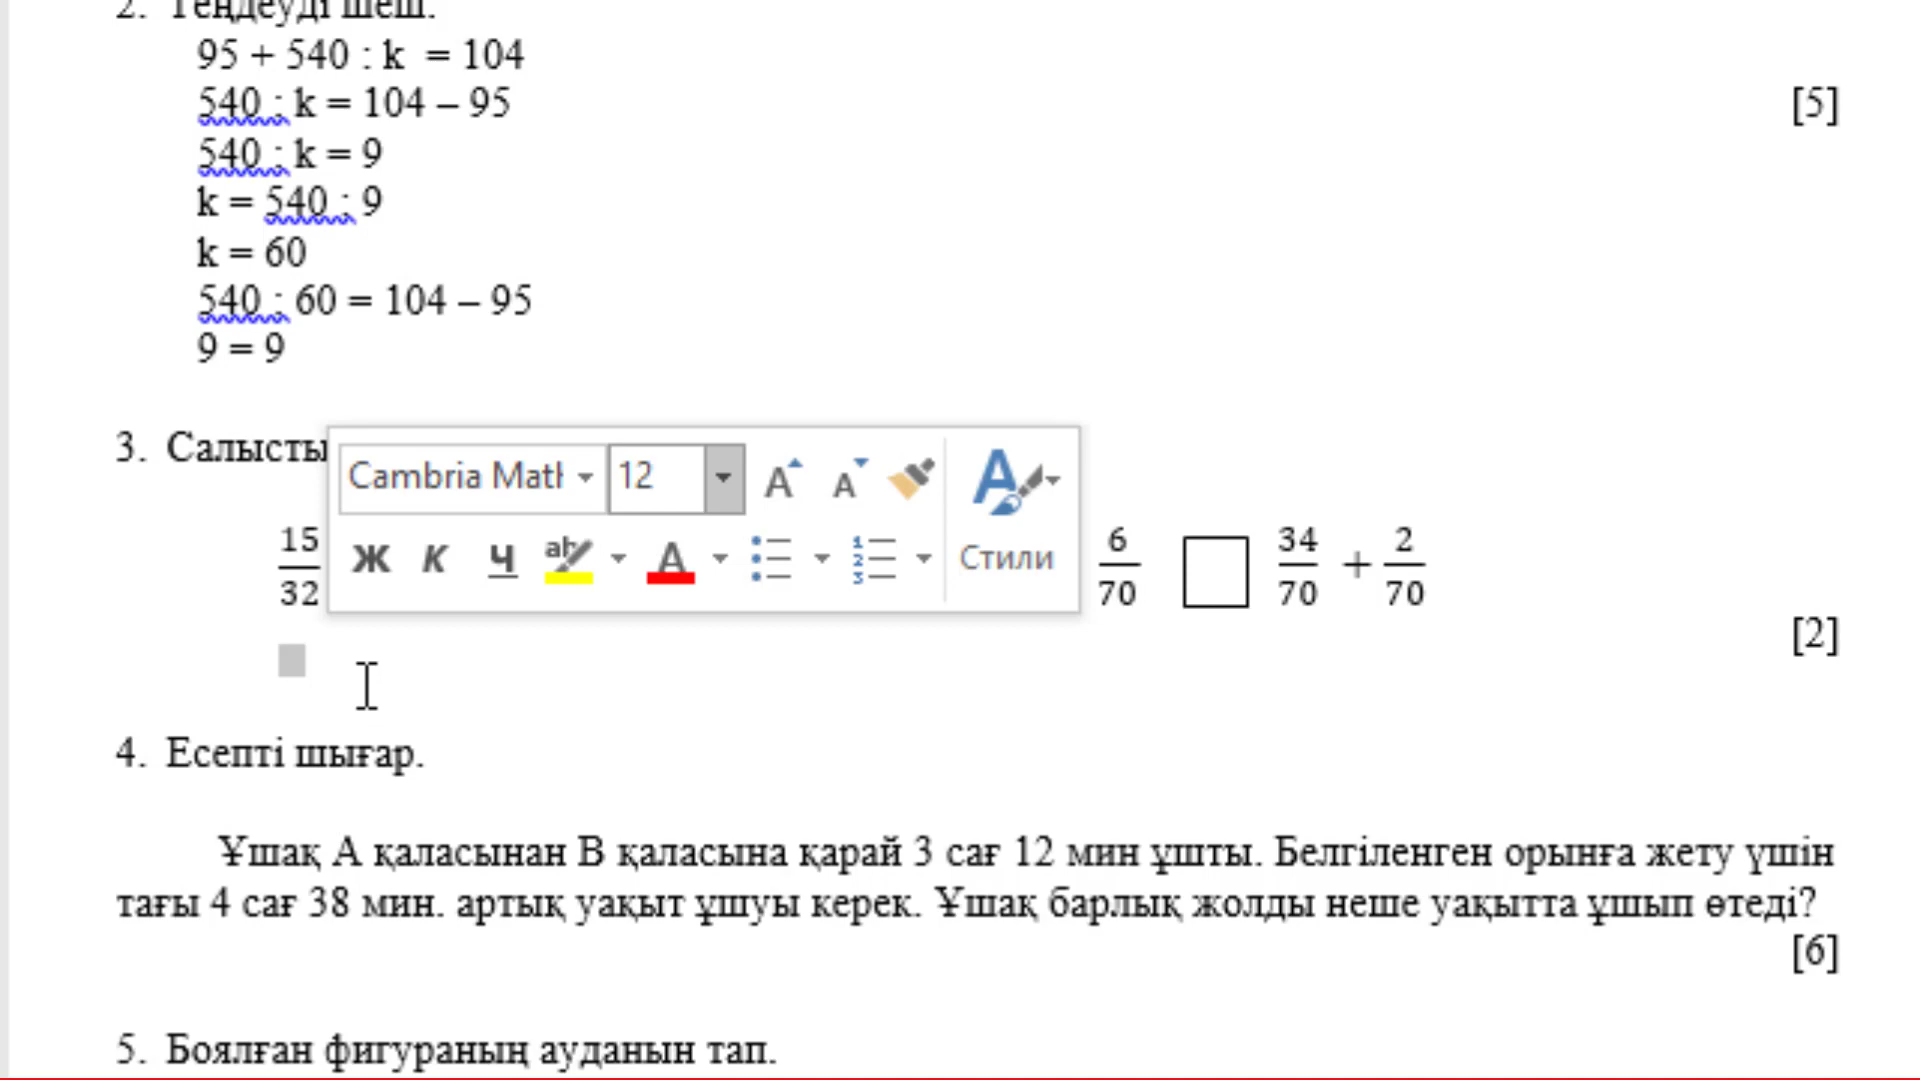 2. Теңдеуді шеш.
95 + 540 : k = 104
540 : k = 104 – 95
[5]
540 : k = 9
k = 540 : 9
k = 60
540 : 60 = 104 – 95
9 = 9
3. Салысты
Cambria Math 12
15/32
Ж К Ч Стили
6/70 34/70 + 2/70
[2]
4. Есепті шығар.
Ұшақ А қаласынан В қаласына қарай 3 сағ 12 мин ұшты. Белгіленген орынға жету үшін
тағы 4 сағ 38 мин. артық уақыт ұшуы керек. Ұшақ барлық жолды неше уақытта ұшып өтеді?
[6]
5. Боялған фигураның ауданын тап.